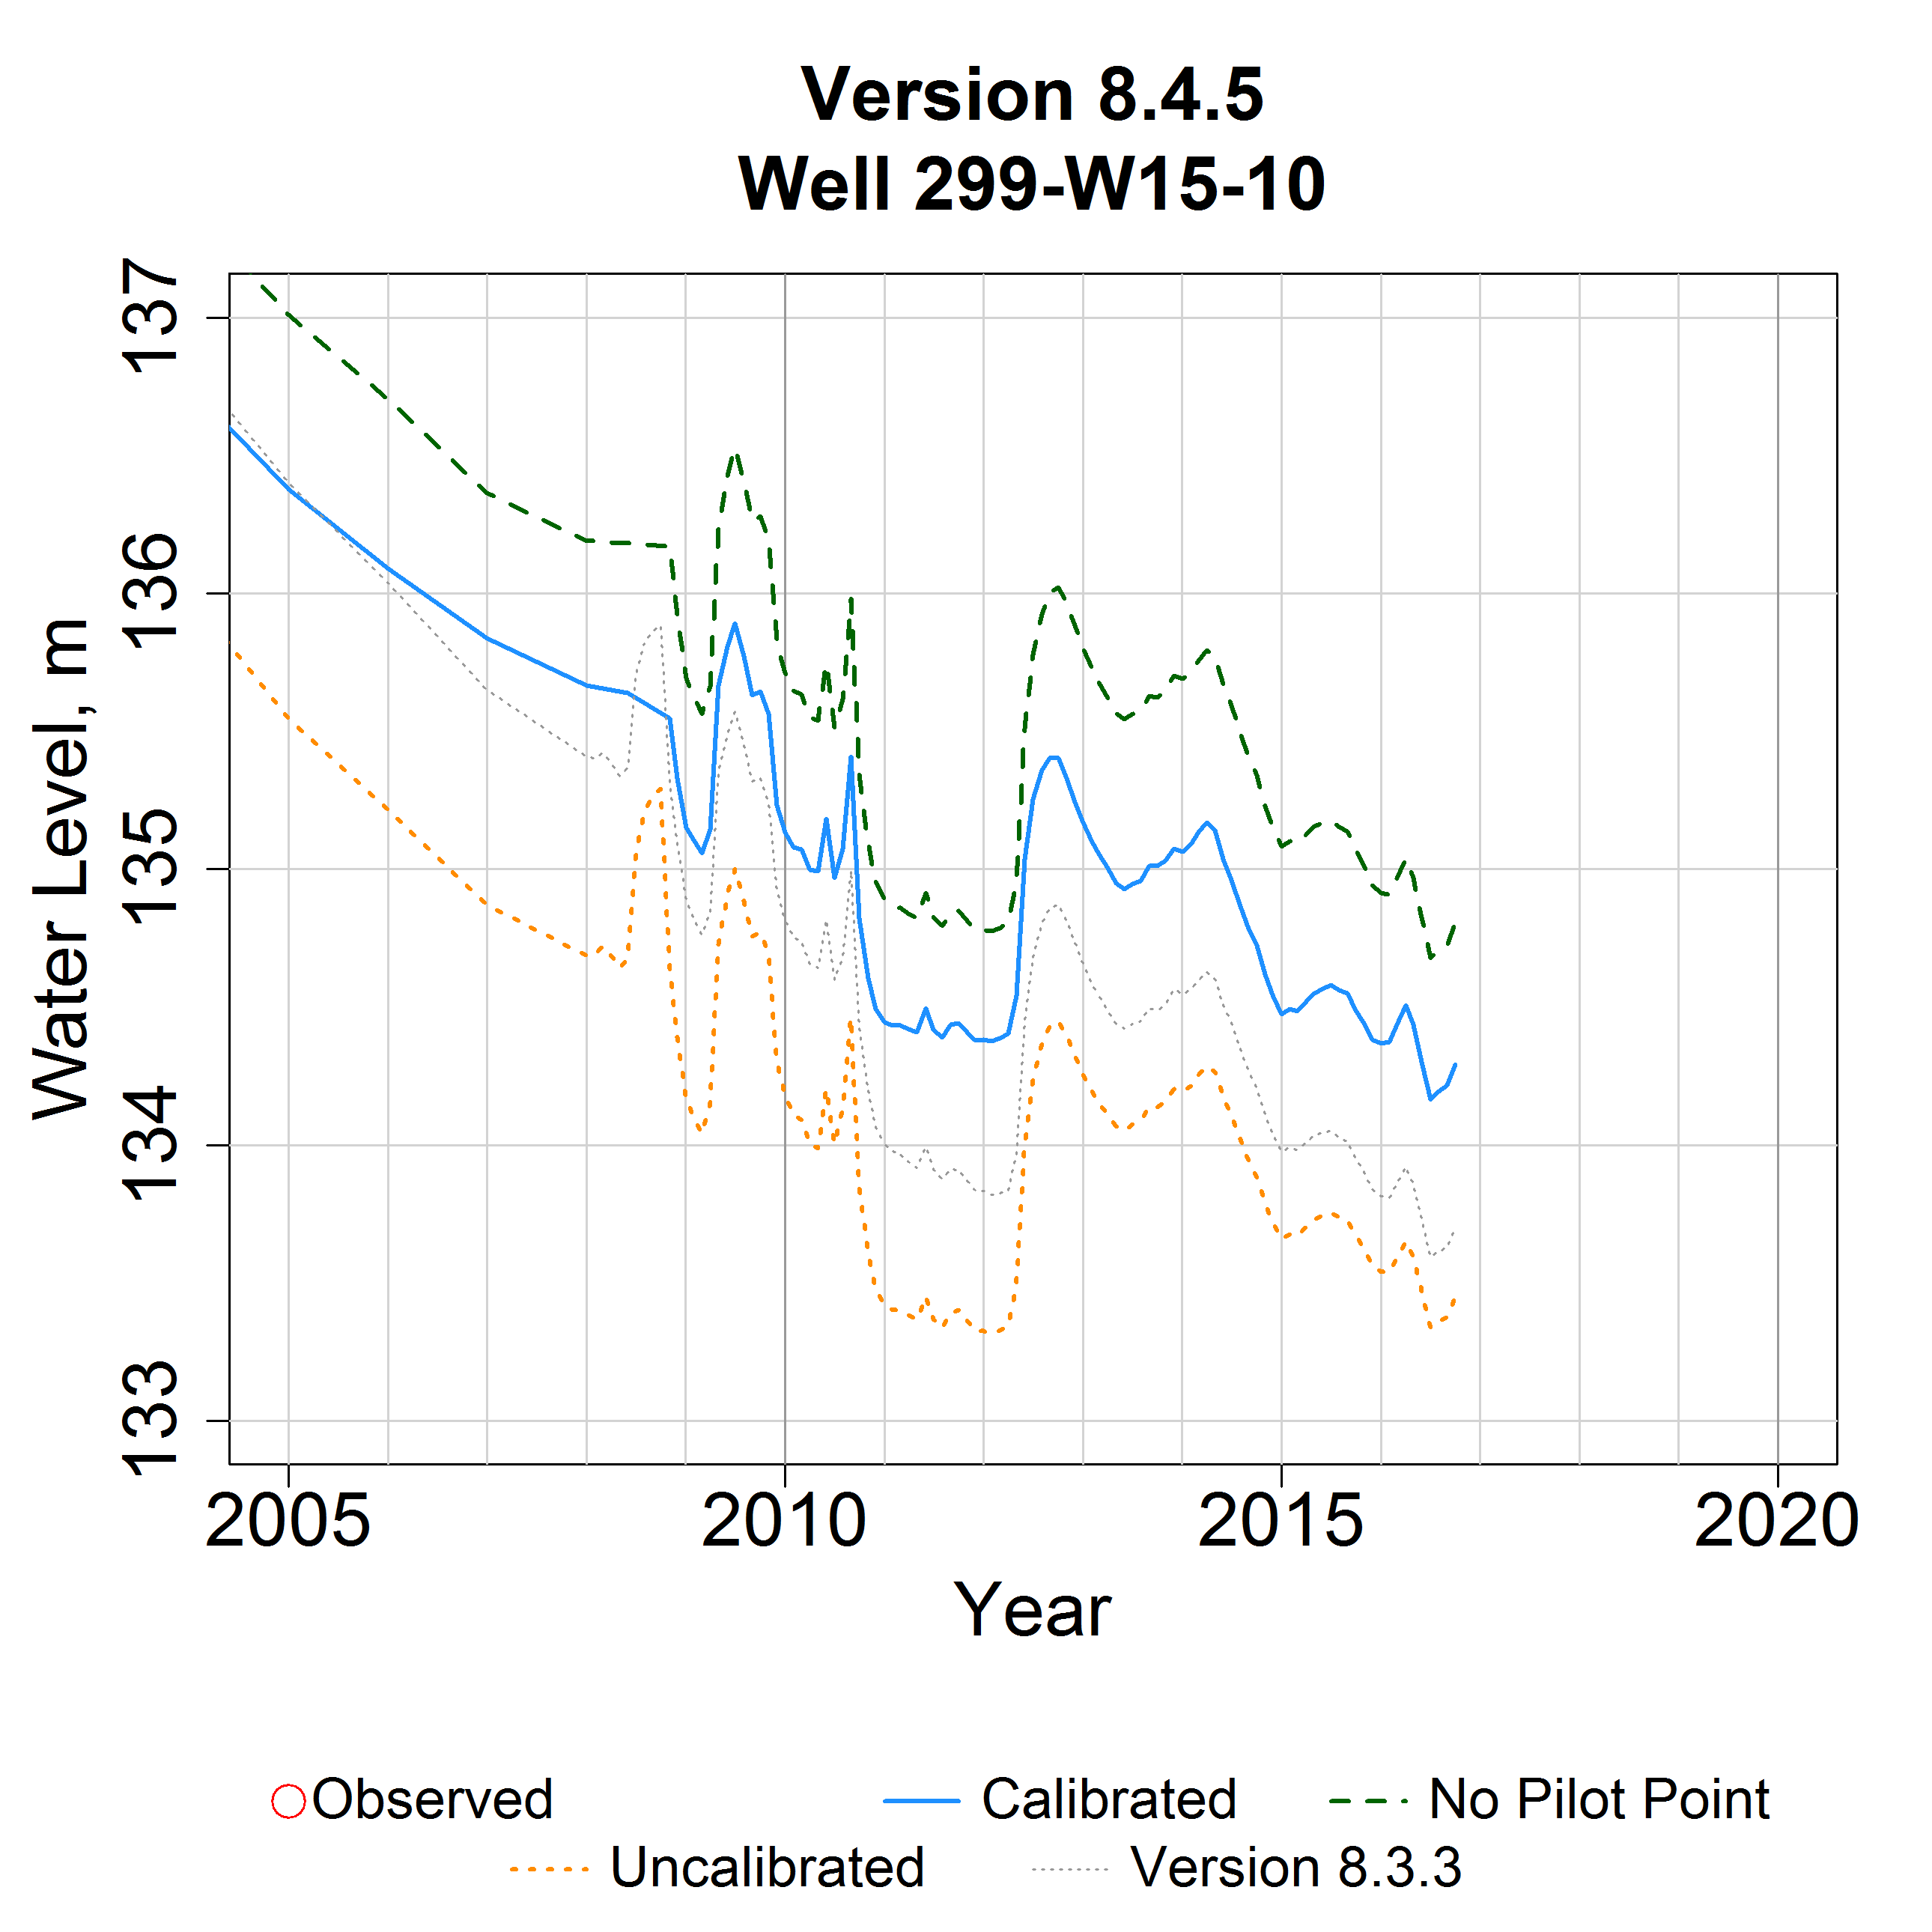 Version 8.4.5
Well 299-W15-10
Water Level, m
137
136
135
134
133
2005 2010 2015 2020
Year
Observed Calibrated No Pilot Point
Uncalibrated Version 8.3.3